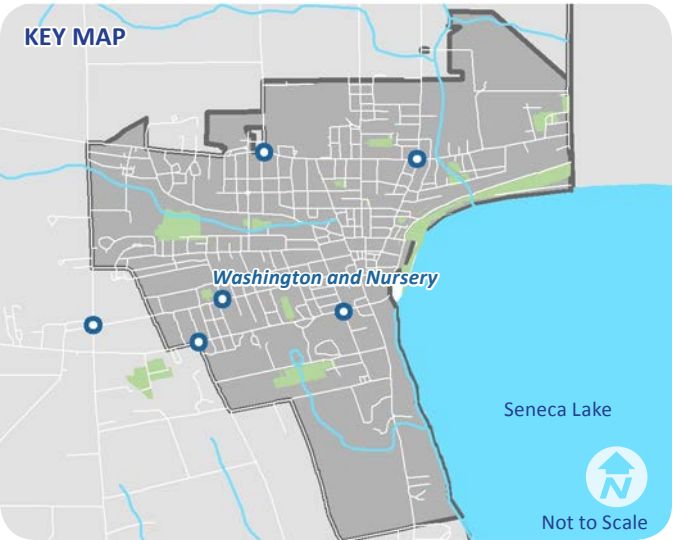 KEY MAP
Washington and Nursery
Seneca Lake
N
Not to Scale